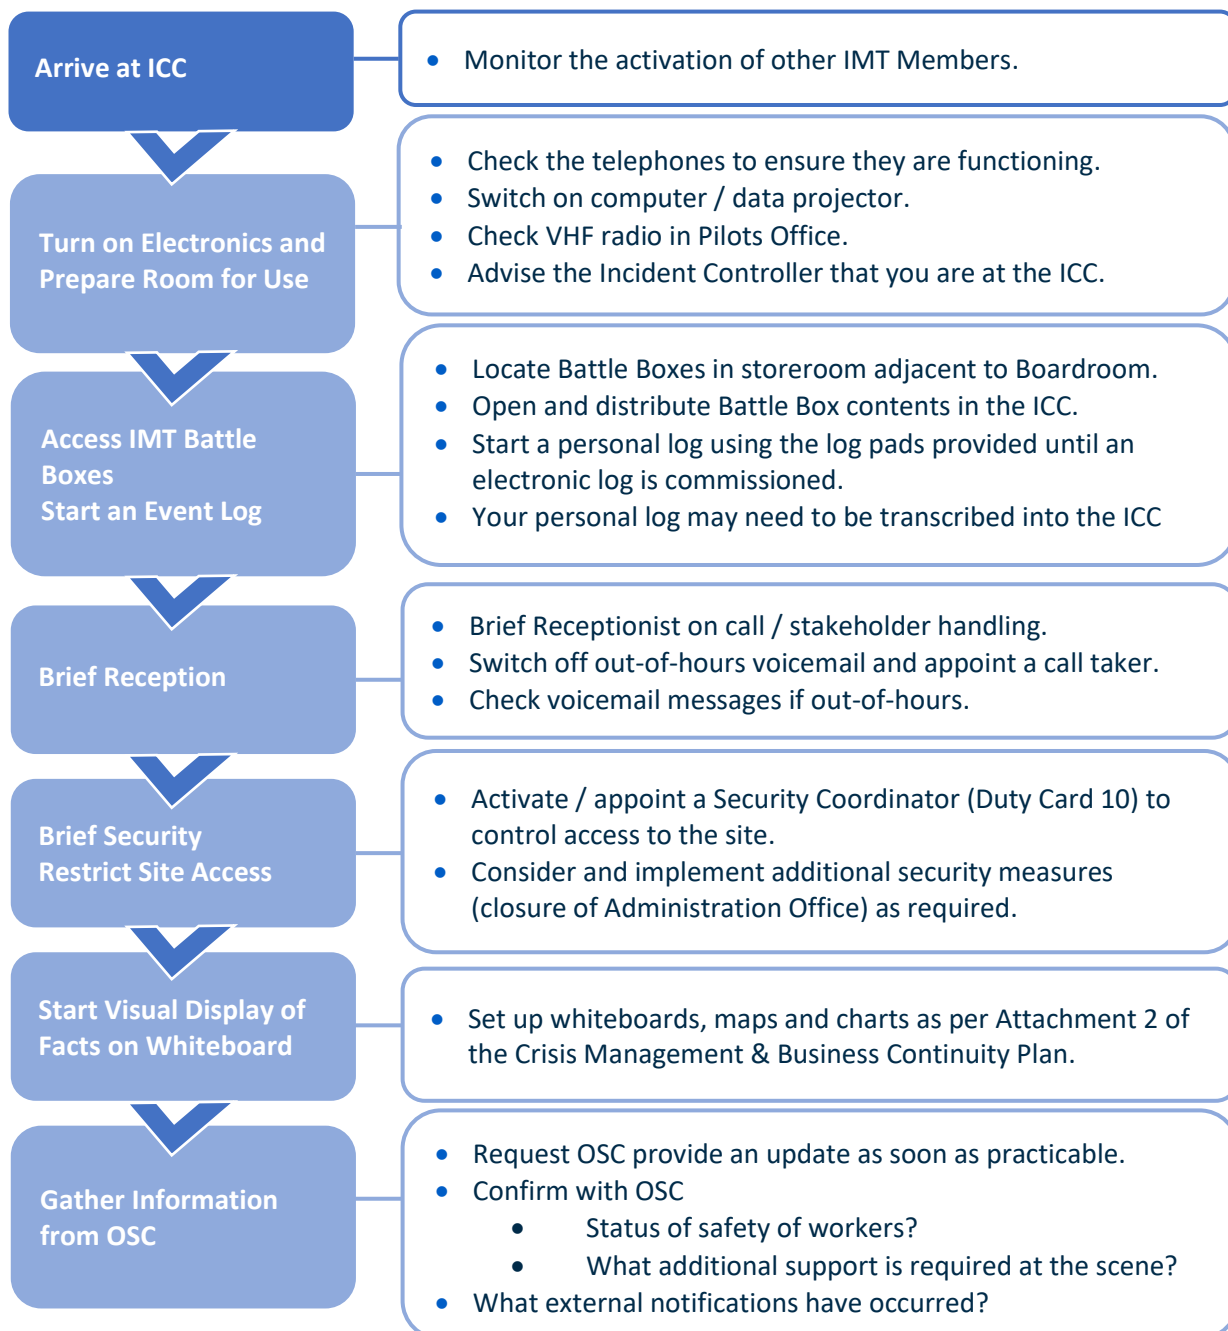 Arrive at ICC
• Monitor the activation of other IMT Members.
Turn on Electronics and
Prepare Room for Use
• Check the telephones to ensure they are functioning.
• Switch on computer / data projector.
• Check VHF radio in Pilots Office.
• Advise the Incident Controller that you are at the ICC.
Access IMT Battle
Boxes
Start an Event Log
• Locate Battle Boxes in storeroom adjacent to Boardroom.
• Open and distribute Battle Box contents in the ICC.
• Start a personal log using the log pads provided until an
electronic log is commissioned.
• Your personal log may need to be transcribed into the ICC
Brief Reception
• Brief Receptionist on call / stakeholder handling.
• Switch off out-of-hours voicemail and appoint a call taker.
• Check voicemail messages if out-of-hours.
Brief Security
Restrict Site Access
• Activate / appoint a Security Coordinator (Duty Card 10) to
control access to the site.
• Consider and implement additional security measures
(closure of Administration Office) as required.
Start Visual Display of
Facts on Whiteboard
• Set up whiteboards, maps and charts as per Attachment 2 of
the Crisis Management & Business Continuity Plan.
Gather Information
from OSC
• Request OSC provide an update as soon as practicable.
• Confirm with OSC
• Status of safety of workers?
• What additional support is required at the scene?
• What external notifications have occurred?